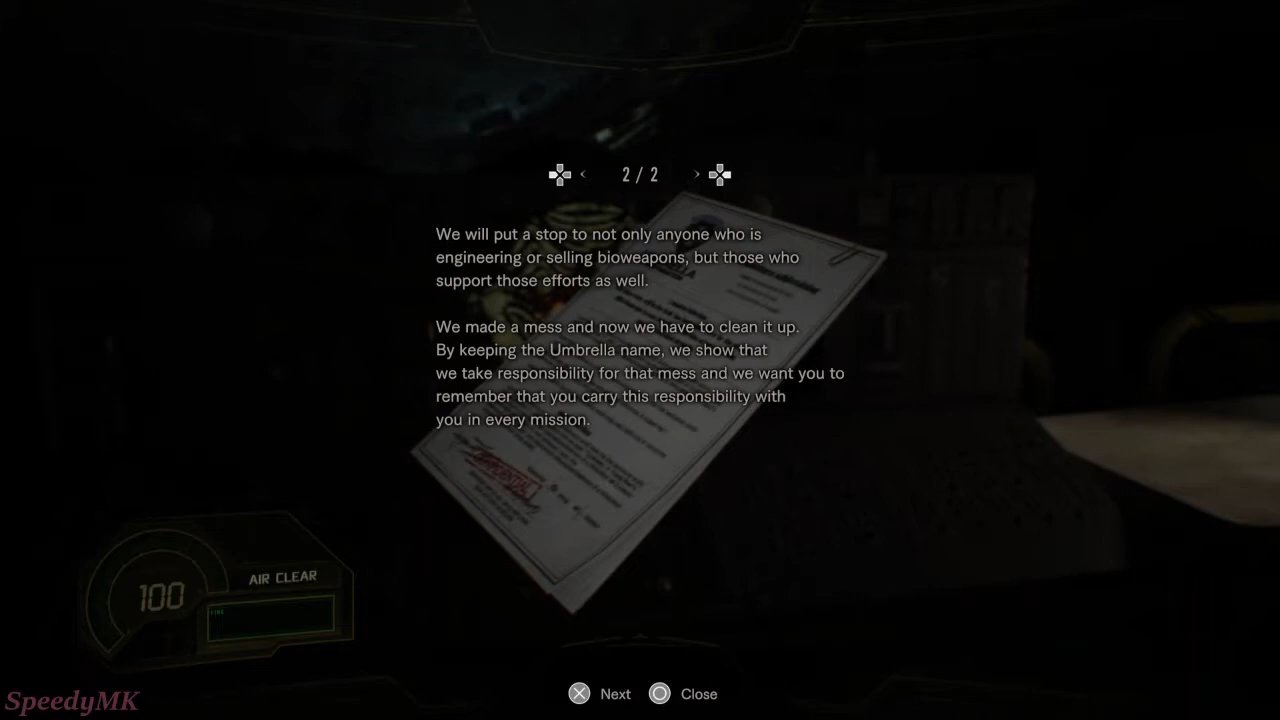 2 / 2
We will put a stop to not only anyone who is
engineering or selling bioweapons, but those who
support those efforts as well.
We made a mess and now we have to clean it up.
By keeping the Umbrella name, we show that
we take responsibility for that mess and we want you to
remember that you carry this responsibility with
you in every mission.
CONFIDENTIAL
100
AIR CLEAR
FINE
Next
Close
SpeedyMK